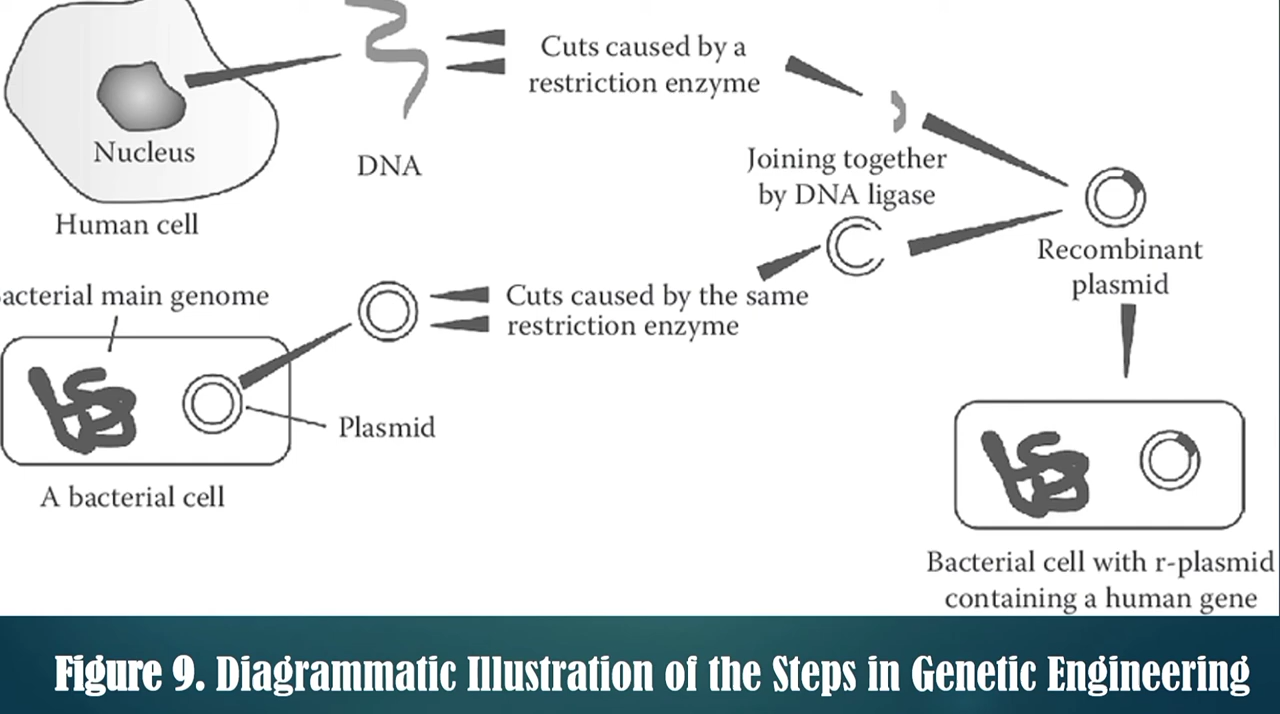 Cuts caused by a
restriction enzyme
Nucleus
DNA
Human cell
Joining together
by DNA ligase
Recombinant
plasmid
acterial main genome
Cuts caused by the same
restriction enzyme
Plasmid
A bacterial cell
Bacterial cell with r-plasmid
containing a human gene
Figure 9. Diagrammatic Illustration of the Steps in Genetic Engineering